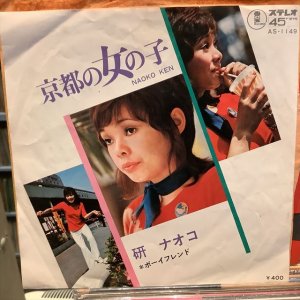 ステレオ
45
AS-1149
京都の女の子
NAOKO KEN
研 ナオコ
*ボーイフレンド
¥400